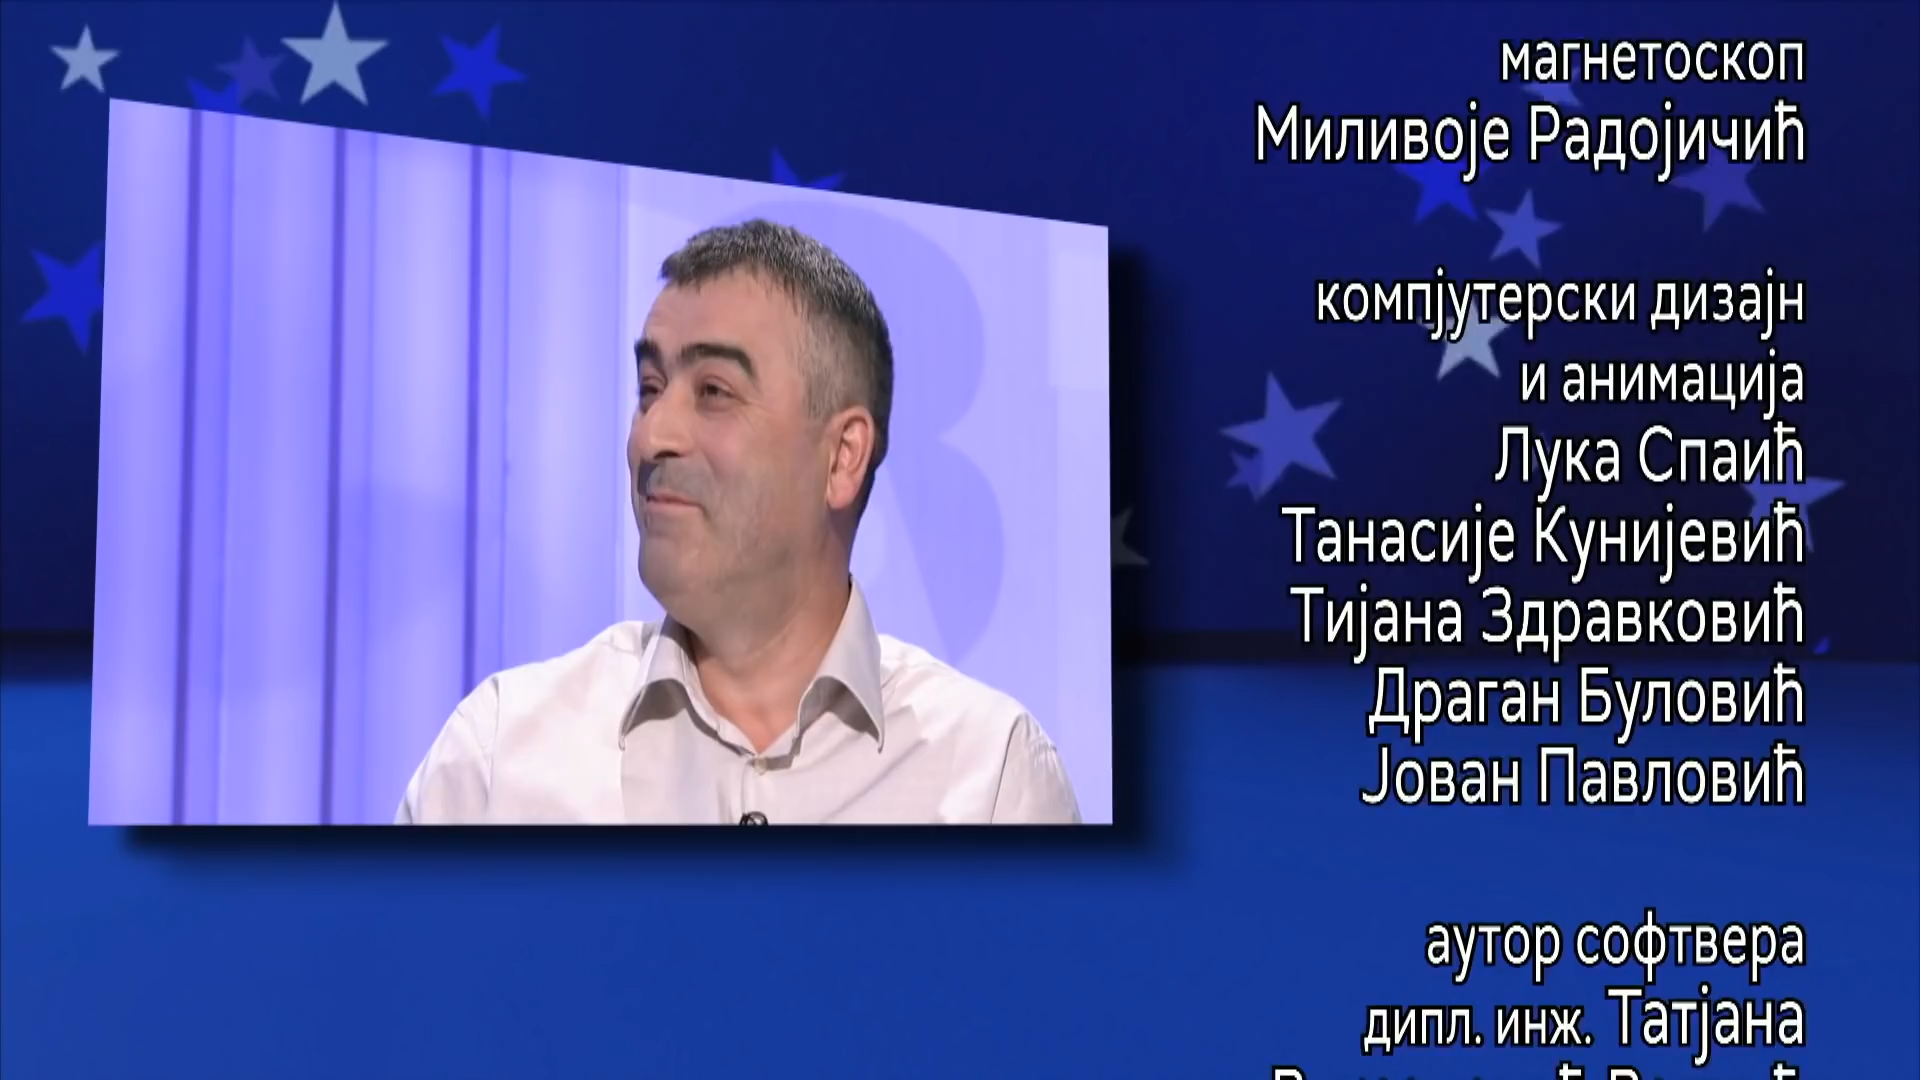 магнетоскоп
Миливоје Радојичић
компјутерски дизајн
и анимација
Лука Спаић
Танасије Кунијевић
Тијана Здравковић
Драган Буловић
Јован Павловић
аутор софтвера
дипл. инж. Татјана